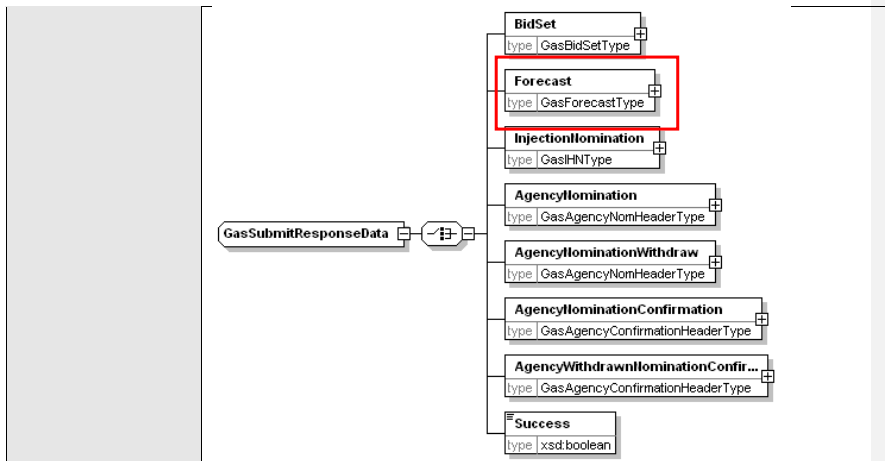 BidSet
type GasBidSetType
Forecast
type GasForecastType
InjectionNomination
type GasIHNType
AgencyNomination
type GasAgencyNomHeaderType
GasSubmitResponseData
AgencyNominationWithdraw
type GasAgencyNomHeaderType
AgencyNominationConfirmation
type GasAgencyConfirmationHeaderType
AgencyWithdrawnNominationConfir...
type GasAgencyConfirmationHeaderType
Success
type xsd:boolean